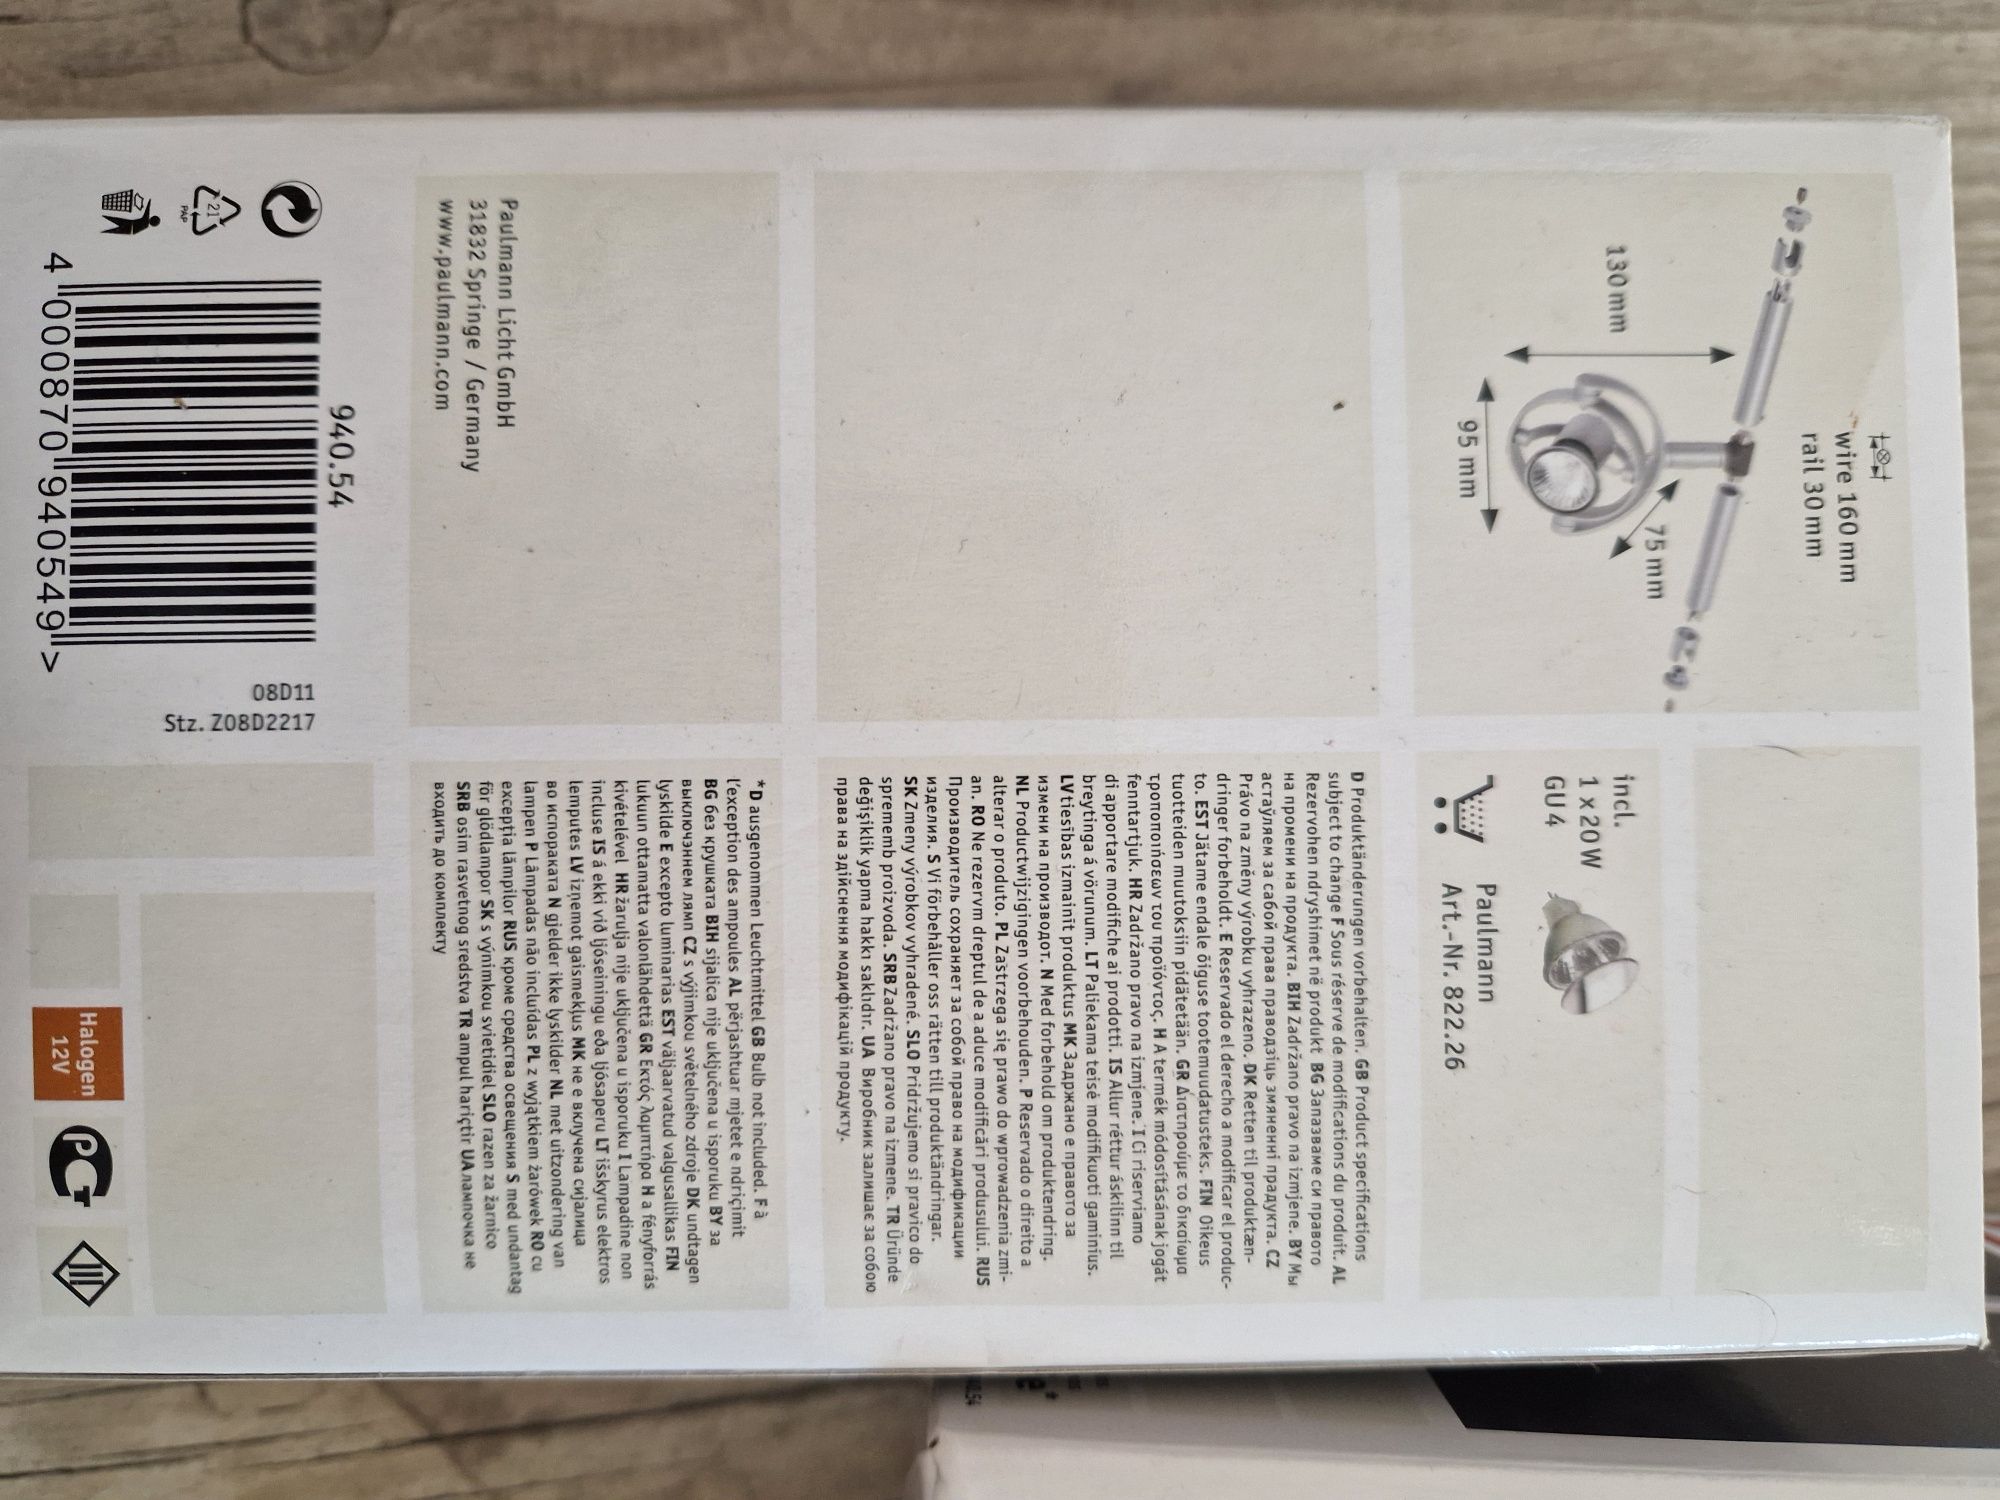 wire 160 mm
rail 30 mm
130 mm
75 mm
95 mm
incl.
1 x 20W
GU 4
Paulmann
Art.-Nr. 822.26
D Produktänderungen vorbehalten. GB Product specifications
subject to change F Sous réserve de modifications du produit. AL
Rezervohen ndryshimet në produkt BG Запазваме си правото
на промени на продукта. BIH Zadržano pravo na izmjene. BY Мы
астаўляем за сабой права праводзіць змяненні прадукта. CZ
Právo na změny výrobku vyhrazeno. DK Retten til produktæn-
dringer forbeholdt. E Reservado el derecho a modificar el produc-
to. EST Jätame endale õiguse tootemuudatusteks. FIN Oikeus
tuotteiden muutoksiin pidätetään. GR Διατηρούμε το δικαίωμα
τροποποιήσεων του προϊόντος. H A termék módosításának jogát
fenntartjuk. HR Zadržano pravo na izmjene. I Ci riserviamo
di apportare modifiche ai prodotti. IS Allur réttur áskilinn til
breytinga á vörunum. LT Paliekama teisė modifikuoti gaminius.
LV tiesības izmainīt produktus MK Задржано е правото за
измени на производот. N Med forbehold om produktendring.
NL Productwijzigingen voorbehouden. P Reservado o direito a
alterar o produto. PL Zastrzega się prawo do wprowadzenia zmi-
an. RO Ne rezervm dreptul de a aduce modificări produsului. RUS
Производитель сохраняет за собой право на модификации
изделия. S Vi förbehåller oss rätten till produktändringar.
SK Zmeny výrobkov vyhradené. SLO Pridržujemo si pravico do
sprememb proizvoda. SRB Zadržano pravo na izmene. TR Üründe
değişiklik yapma hakkı saklıdır. UA Виробник залишає за собою
права на здійснення модифікацій продукту.
Paulmann Licht GmbH
31832 Springe / Germany
www.paulmann.com
*D ausgenommen Leuchtmittel GB Bulb not included. F à
l'exception des ampoules AL përjashtuar mjetet e ndriçimit
BG без крушката BIH sijalica nije uključena u isporuku BY за
выключэннем лямп CZ s výjimkou světelného zdroje DK undtagen
lyskilde E excepto luminarias EST väljaarvatud valgusallikas FIN
lukuun ottamatta valonlähdettä GR Εκτός λαμπτήρα H a fényforrás
kivételével HR žarulja nije uključena u isporuku I Lampadine non
incluse IS á ekki við ljóseiningu eða ljósaperu LT išskyrus elektros
lemputes LV izņemot gaismekļus MK не е вклучена сијалица
во испораката N gjelder ikke lyskilder NL met uitzondering van
lampen P Lâmpadas não incluídas PL z wyjątkiem żarówek RO cu
excepția lămpilor RUS кроме средства освещения S med undantag
för glödlampor SK s výnimkou svietidiel SLO razen za žarnico
SRB osim rasvetnog sredstva TR ampul hariçtir UA лампочка не
входить до комплекту
21
PAP
940.54
4 000870 940549 >
08D11
Stz. Z08D2217
Halogen
12V